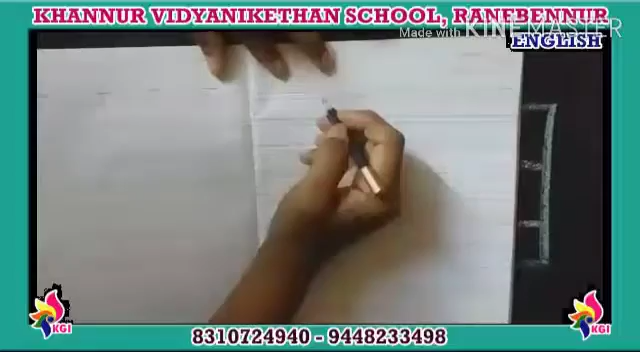 KHANNUR VIDYANIKETHAN SCHOOL, RANEBENNUR
Made with KINEMASTER
ENGLISH
KGI
KGI
8310724940 - 9448233498